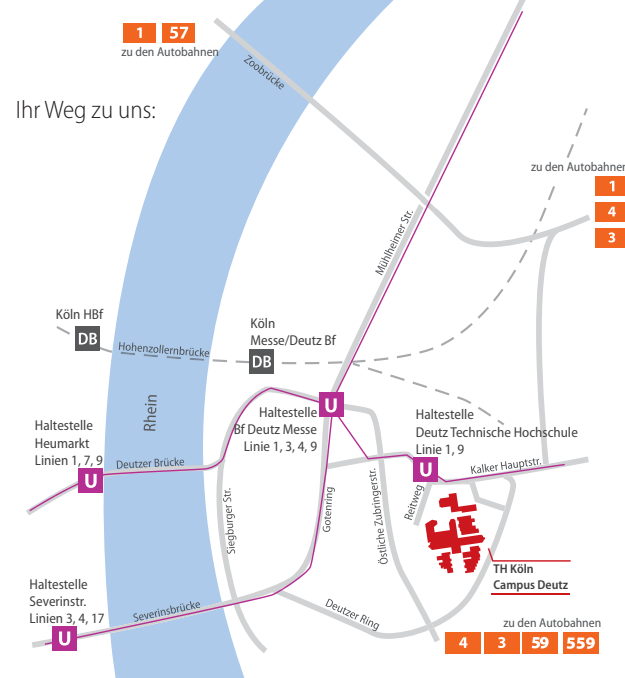 1 57
zu den Autobahnen
Zoobrücke
Ihr Weg zu uns:
zu den Autobahnen
1
4
3
Mühlheimer Str.
Köln HBf
DB
Hohenzollernbrücke
Köln
Messe/Deutz Bf
DB
Rhein
U
Haltestelle
Bf Deutz Messe
Linie 1, 3, 4, 9
Haltestelle
Deutz Technische Hochschule
Linie 1, 9
U
Kalker Hauptstr.
Haltestelle
Heumarkt
Linien 1, 7, 9
U
Deutzer Brücke
Siegburger Str.
Gotenring
Östliche Zubringerstr.
Reitweg
TH Köln
Campus Deutz
Haltestelle
Severinstr.
Linien 3, 4, 17
U
Severinsbrücke
Deutzer Ring
zu den Autobahnen
4 3 59 559